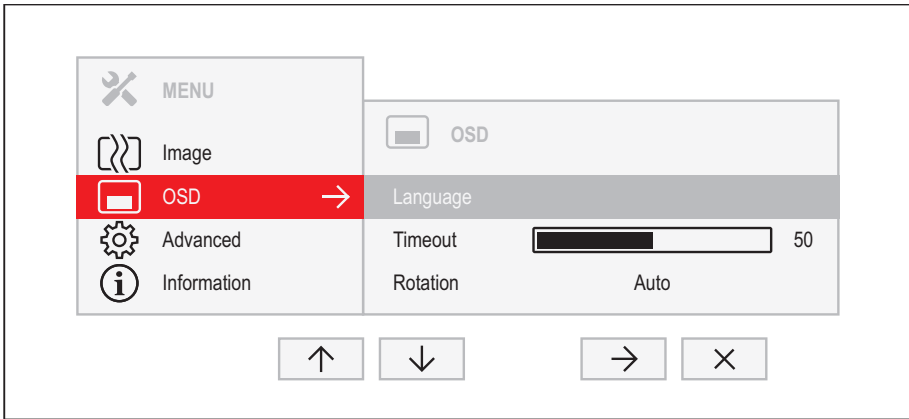 MENU
Image
OSD
Advanced
Information
OSD
Language
Timeout 50
Rotation Auto